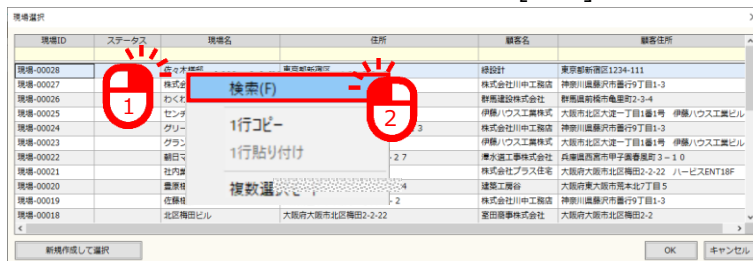 現場選択
現場ID ステータス 現場名 住所 顧客名 顧客住所
現場-00028 佐々木様邸 東京都新宿区 緑設計 東京都新宿区1234-111
現場-00027 株式会 株式会社川中工務店 神奈川県藤沢市善行9丁目1-3
現場-00026 わくわ 群馬建設株式会社 群馬県前橋市亀里町2-3-4
現場-00025 センチ 伊藤ハウス工業株式 大阪市北区大淀一丁目1番1号 伊藤ハウス工業ビル
現場-00024 グリー 3 株式会社川中工務店 神奈川県藤沢市善行9丁目1-3
現場-00023 グラン 伊藤ハウス工業株式 大阪市北区大淀一丁目1番1号 伊藤ハウス工業ビル
現場-00022 朝日マ -27 澤水道工事株式会社 兵庫県西宮市甲子園春風町3-10
現場-00021 社内業 株式会社プラス住宅 大阪府大阪市北区梅田2-2-22 ハービスENT18F
現場-00020 豊原様 4 建築工房谷 大阪府東大阪市荒本北7丁目5
現場-00019 佐藤様 -2 株式会社川中工務店 神奈川県藤沢市善行9丁目1-3
現場-00018 北区梅田ビル 大阪府大阪市北区梅田2-2-22 室田商事株式会社 大阪府大阪市北区梅田2-2
検索(F)
1行コピー
1行貼り付け
複数選
1
2
新規作成して選択 OK キャンセル